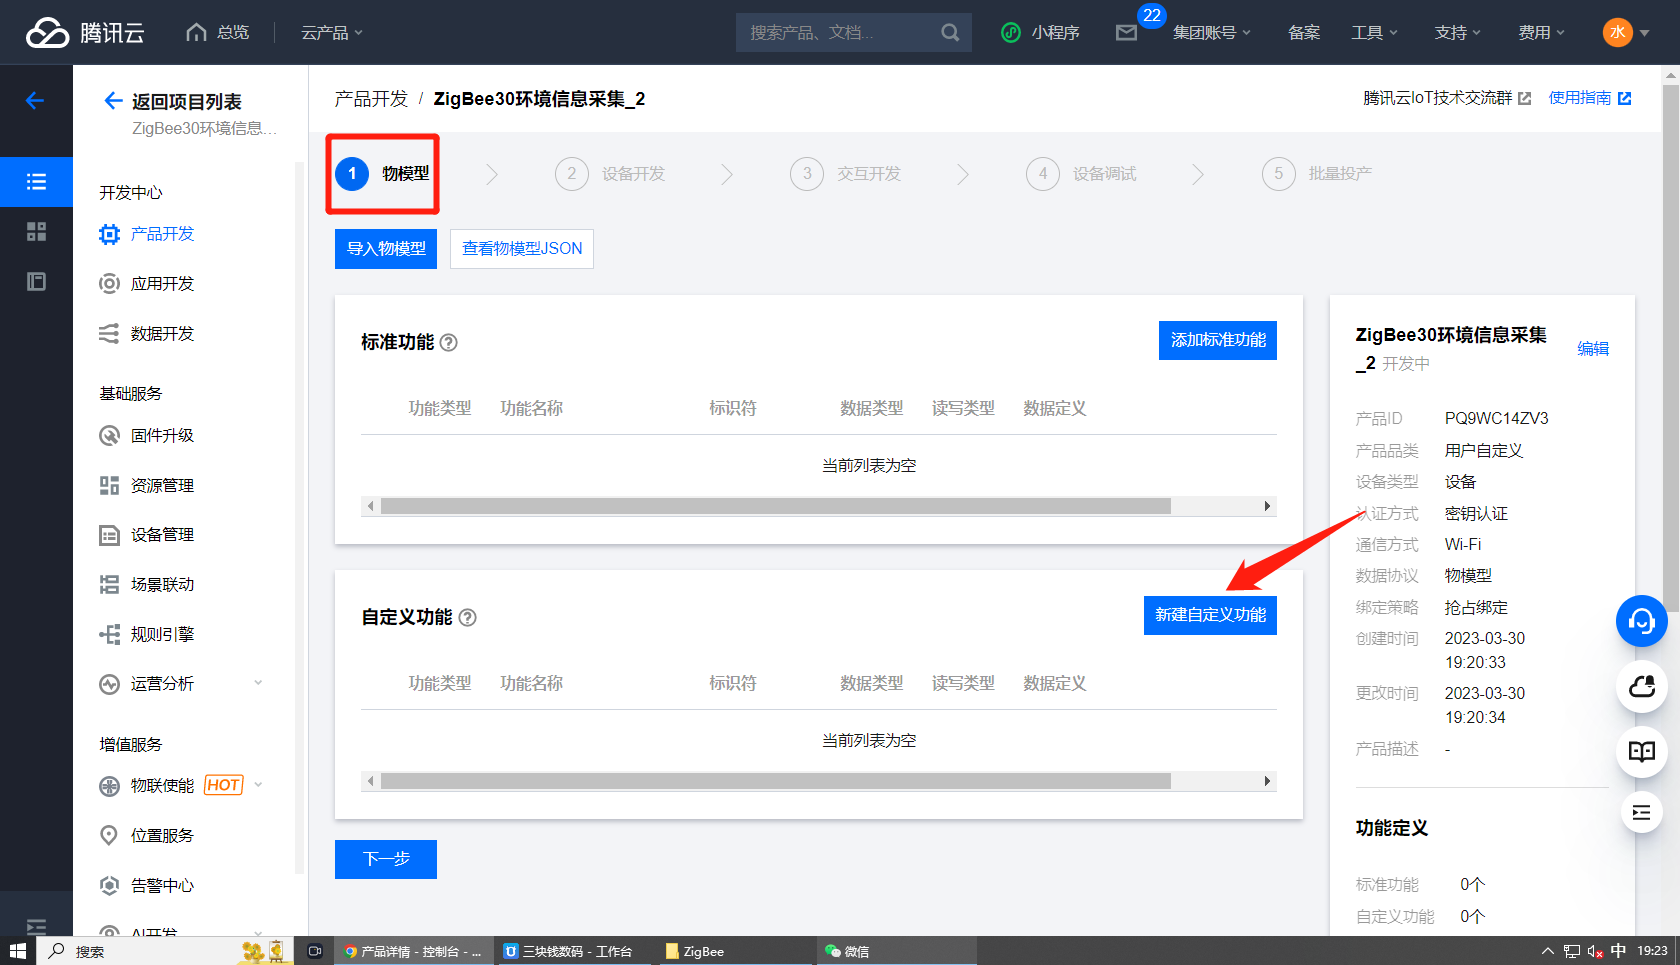 腾讯云
总览
云产品
搜索产品、文档...
小程序
22
集团账号
备案
工具
支持
费用
水
返回项目列表
ZigBee30环境信息...
开发中心
产品开发
应用开发
数据开发
基础服务
固件升级
资源管理
设备管理
场景联动
规则引擎
运营分析
增值服务
物联使能 HOT
位置服务
告警中心
AI开发
产品开发 / ZigBee30环境信息采集_2
腾讯云IoT技术交流群
使用指南
1 物模型
2 设备开发
3 交互开发
4 设备调试
5 批量投产
导入物模型
查看物模型JSON
标准功能
添加标准功能
功能类型 功能名称 标识符 数据类型 读写类型 数据定义
当前列表为空
自定义功能
新建自定义功能
功能类型 功能名称 标识符 数据类型 读写类型 数据定义
当前列表为空
下一步
ZigBee30环境信息采集
_2 开发中
编辑
产品ID PQ9WC14ZV3
产品品类 用户自定义
设备类型 设备
认证方式 密钥认证
通信方式 Wi-Fi
数据协议 物模型
绑定策略 抢占绑定
创建时间 2023-03-30
19:20:33
更改时间 2023-03-30
19:20:34
产品描述 -
功能定义
标准功能 0个
自定义功能 0个
搜索
产品详情 - 控制台 - ...
三块钱数码 - 工作台
ZigBee
微信
中
19:23